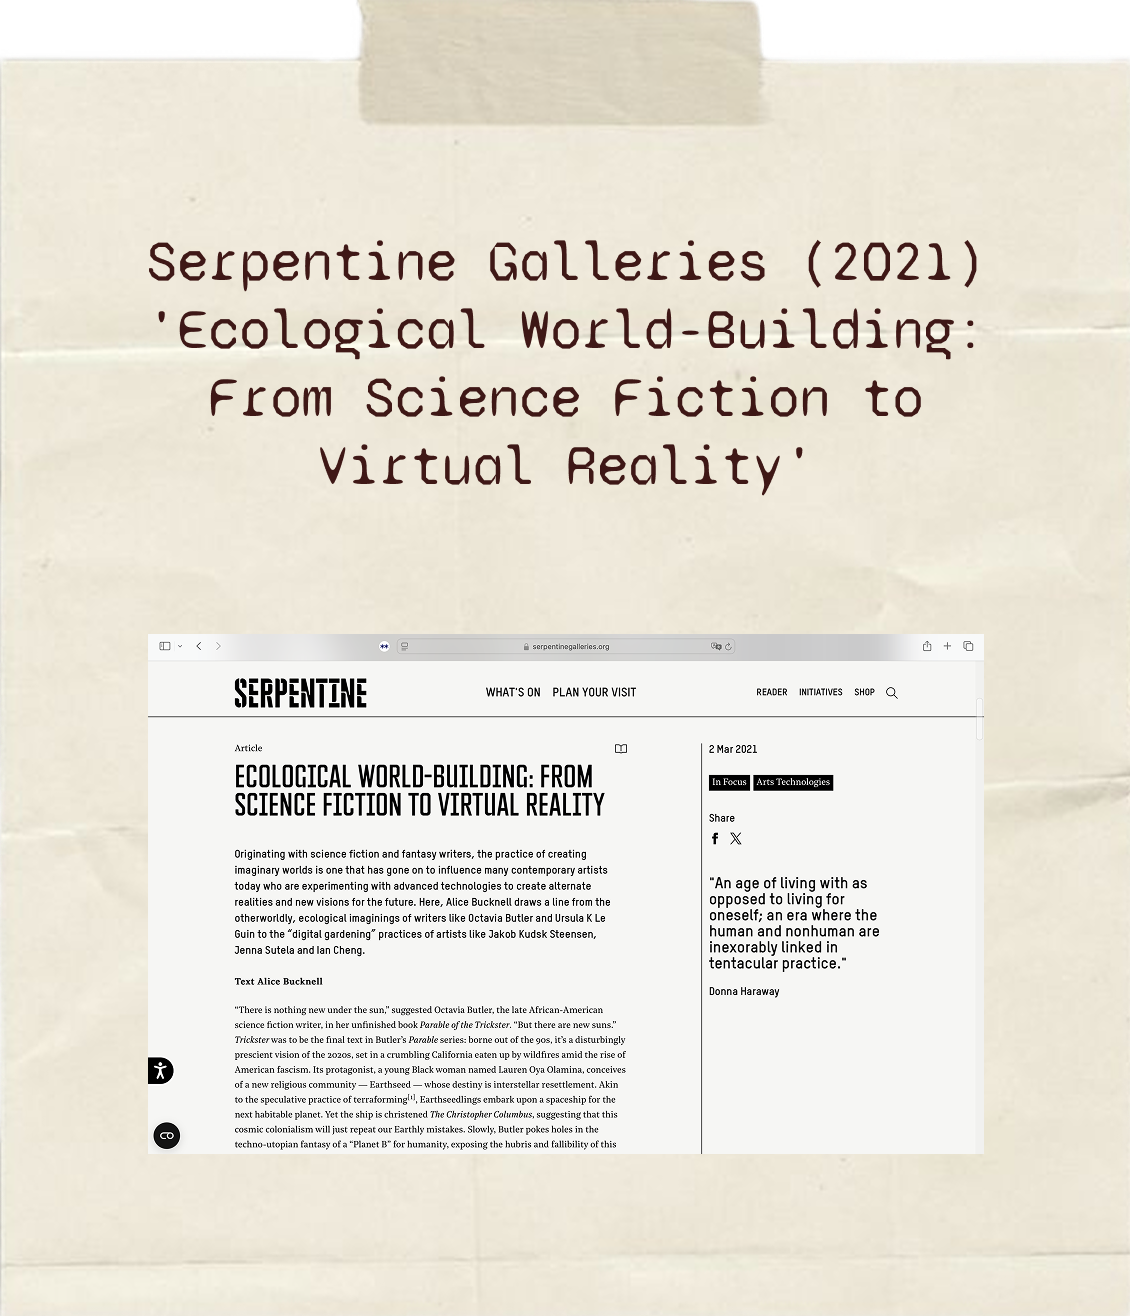 Serpentine Galleries (2021)
'Ecological World-Building:
From Science Fiction to
Virtual Reality'
serpentinegalleries.org
SERPENTINE
WHAT'S ON PLAN YOUR VISIT
READER INITIATIVES SHOP
Article
ECOLOGICAL WORLD-BUILDING: FROM
SCIENCE FICTION TO VIRTUAL REALITY
Originating with science fiction and fantasy writers, the practice of creating
imaginary worlds is one that has gone on to influence many contemporary artists
today who are experimenting with advanced technologies to create alternate
realities and new visions for the future. Here, Alice Bucknell draws a line from the
otherworldly, ecological imaginings of writers like Octavia Butler and Ursula K Le
Guin to the “digital gardening” practices of artists like Jakob Kudsk Steensen,
Jenna Sutela and Ian Cheng.
Text Alice Bucknell
“There is nothing new under the sun,” suggested Octavia Butler, the late African-American
science fiction writer, in her unfinished book Parable of the Trickster. “But there are new suns.”
Trickster was to be the final text in Butler’s Parable series: borne out of the 90s, it’s a disturbingly
prescient vision of the 2020s, set in a crumbling California eaten up by wildfires amid the rise of
American fascism. Its protagonist, a young Black woman named Lauren Oya Olamina, conceives
of a new religious community — Earthseed — whose destiny is interstellar resettlement. Akin
to the speculative practice of terraforming[1], Earthseedlings embark upon a spaceship for the
next habitable planet. Yet the ship is christened The Christopher Columbus, suggesting that this
cosmic colonialism will just repeat our Earthly mistakes. Slowly, Butler pokes holes in the
techno-utopian fantasy of a “Planet B” for humanity, exposing the hubris and fallibility of this
2 Mar 2021
In Focus Arts Technologies
Share
"An age of living with as
opposed to living for
oneself; an era where the
human and nonhuman are
inexorably linked in
tentacular practice."
Donna Haraway